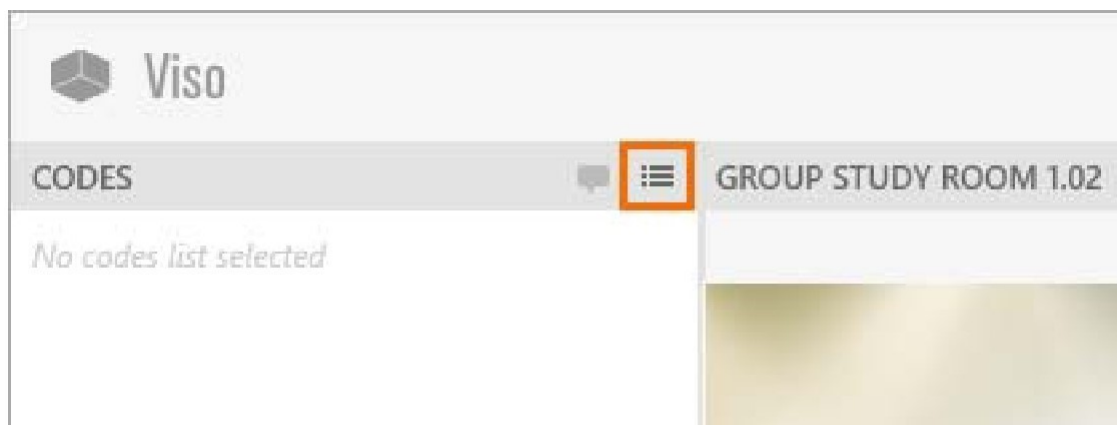 Viso
CODES
GROUP STUDY ROOM 1.02
No codes list selected